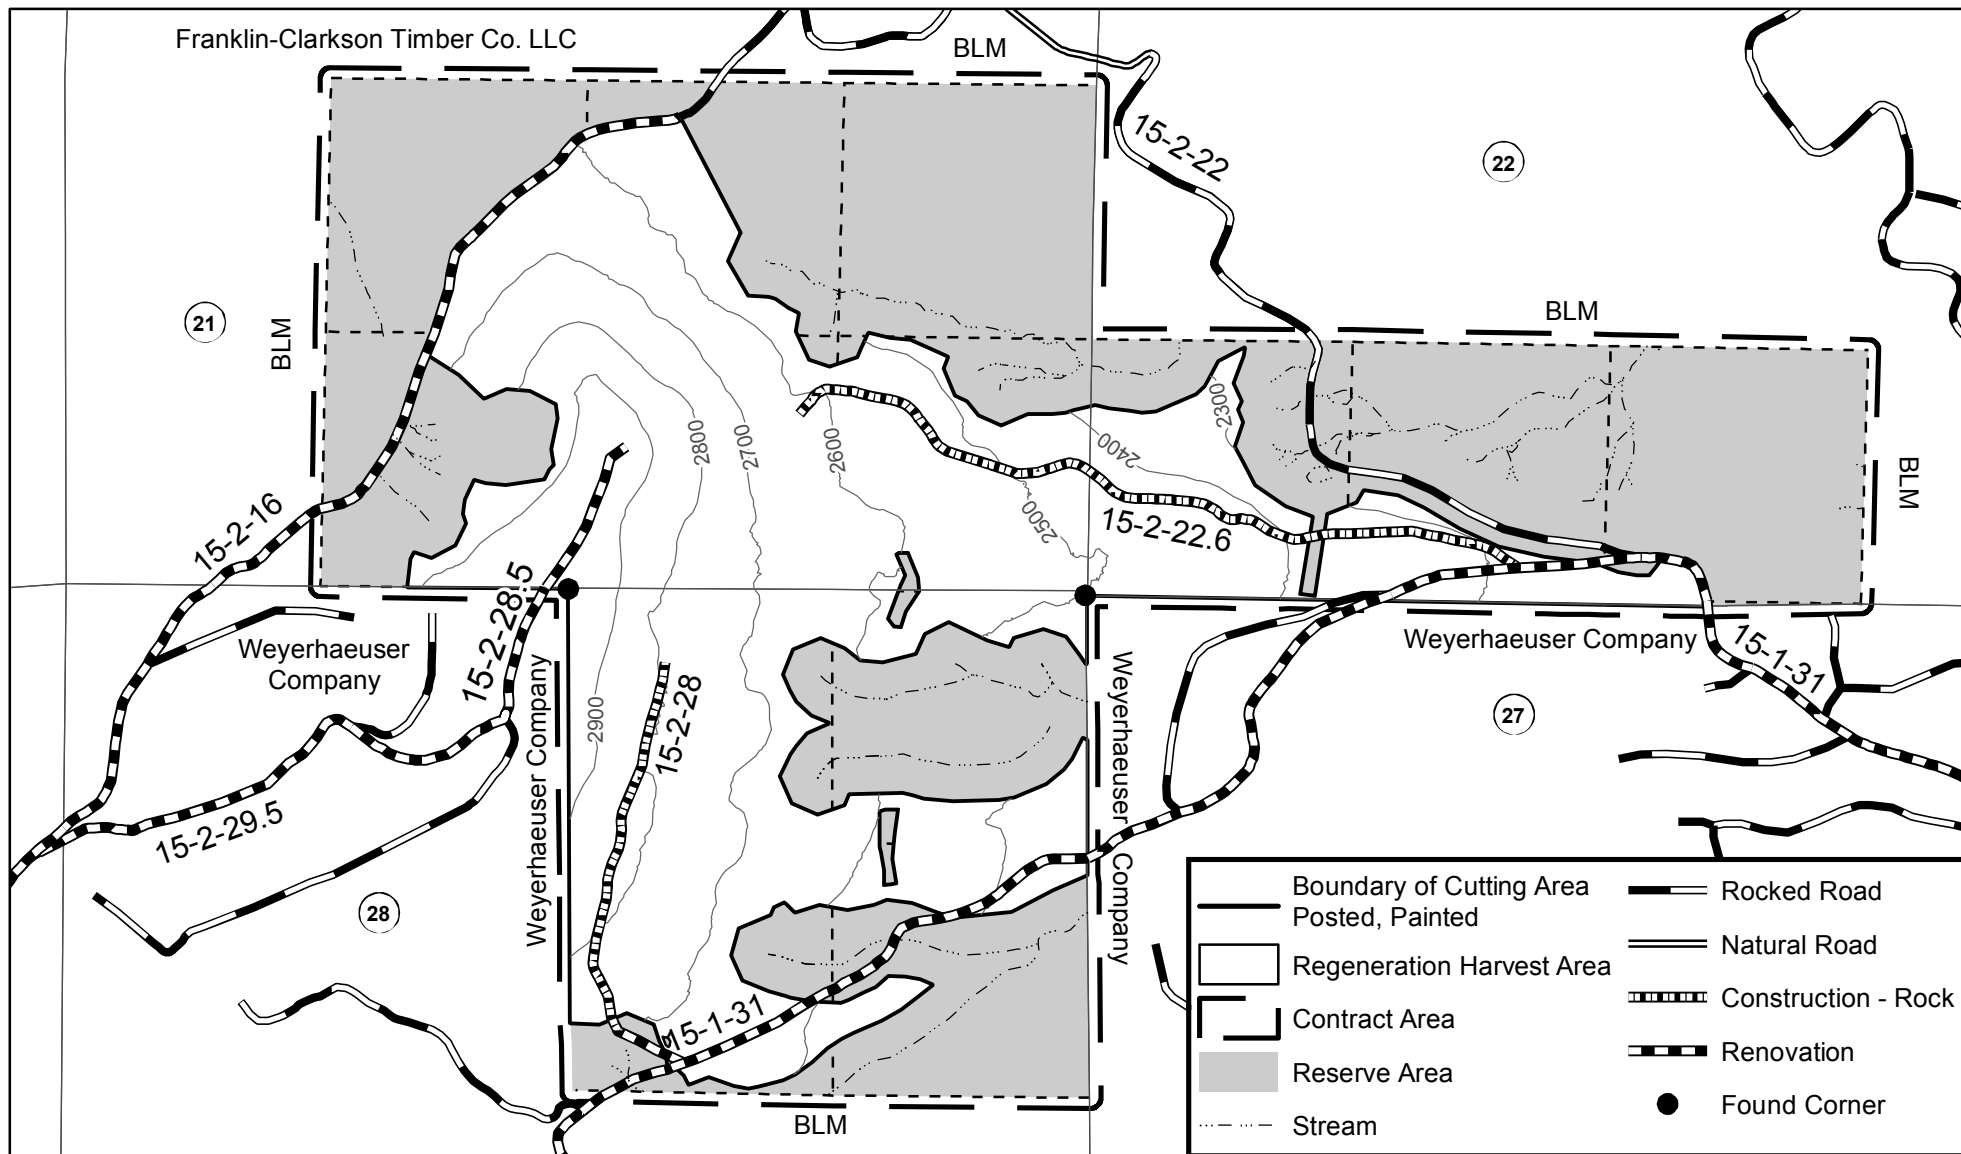 Franklin-Clarkson Timber Co. LLC
BLM
15-2-22
22
21
BLM
BLM
BLM
2300
2400
2800
2700
2600
2500
15-2-22.6
15-2-16
15-2-28.5
Weyerhaeuser
Company
Weyerhaeuser Company
15-1-31
15-2-28
2900
Weyerhaeuser Company
Weyerhaeuser Company
27
15-2-29.5
28
15-1-31
BLM
Boundary of Cutting Area
Posted, Painted
Regeneration Harvest Area
Contract Area
Reserve Area
Stream
Rocked Road
Natural Road
Construction - Rock
Renovation
Found Corner